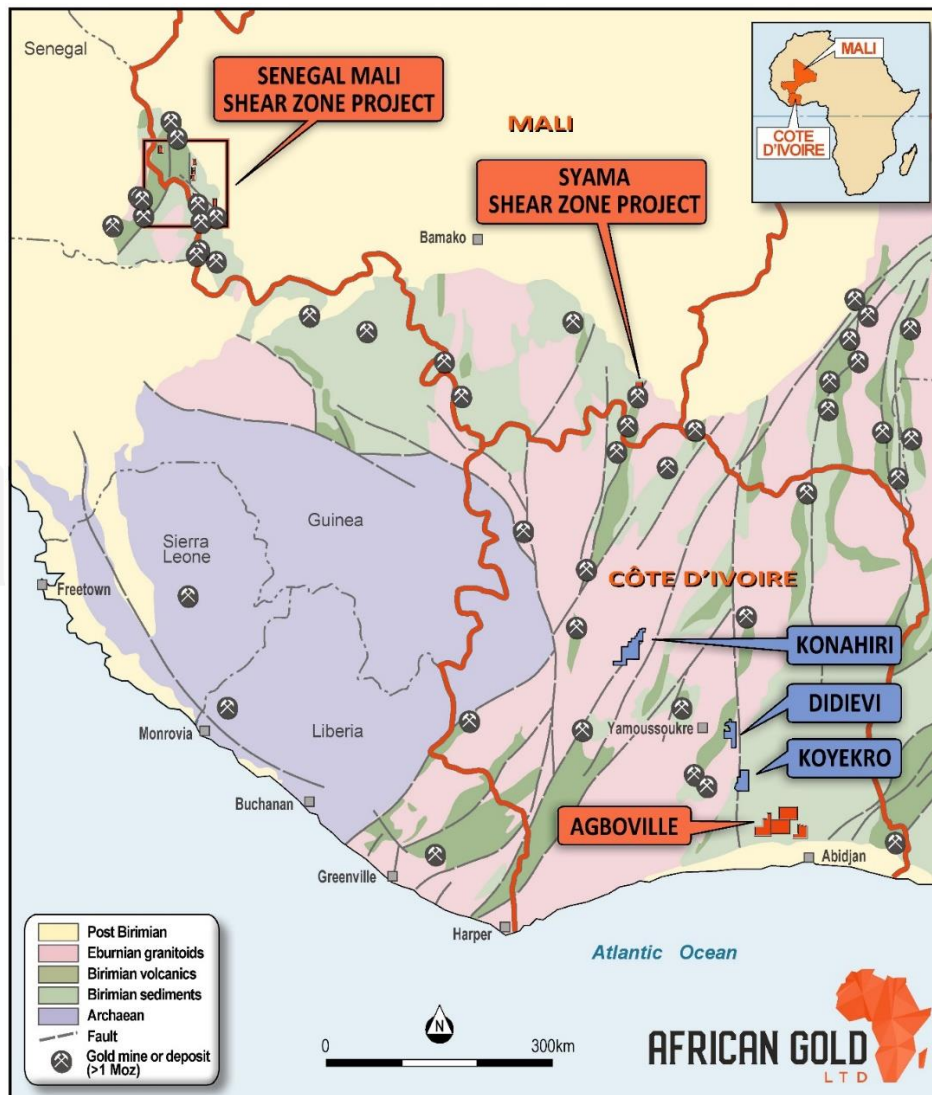 Senegal
SENEGAL MALI
SHEAR ZONE PROJECT
MALI
MALI
COTE
D'IVOIRE
SYAMA
SHEAR ZONE PROJECT
Bamako
Guinea
Sierra
Leone
Freetown
CÔTE D'IVOIRE
KONAHIRI
DIDIEVI
Yamoussoukre
KOYEKRO
Liberia
Monrovia
Buchanan
AGBOVILLE
Abidjan
Greenville
Harper
Atlantic Ocean
Post Birimian
Eburnian granitoids
Birimian volcanics
Birimian sediments
Archaean
Fault
Gold mine or deposit
(>1 Moz)
N
0 300km
AFRICAN GOLD
LTD